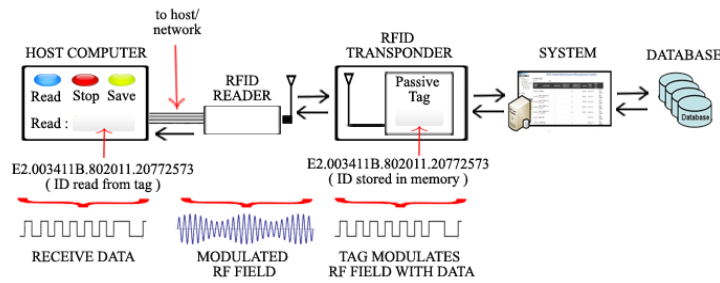 to host/
network
HOST COMPUTER
RFID
READER
RFID
TRANSPONDER
SYSTEM
DATABASE
Read Stop Save
Read :
Passive
Tag
Database
E2.003411B.802011.20772573
( ID read from tag )
E2.003411B.802011.20772573
( ID stored in memory )
RECEIVE DATA
MODULATED
RF FIELD
TAG MODULATES
RF FIELD WITH DATA